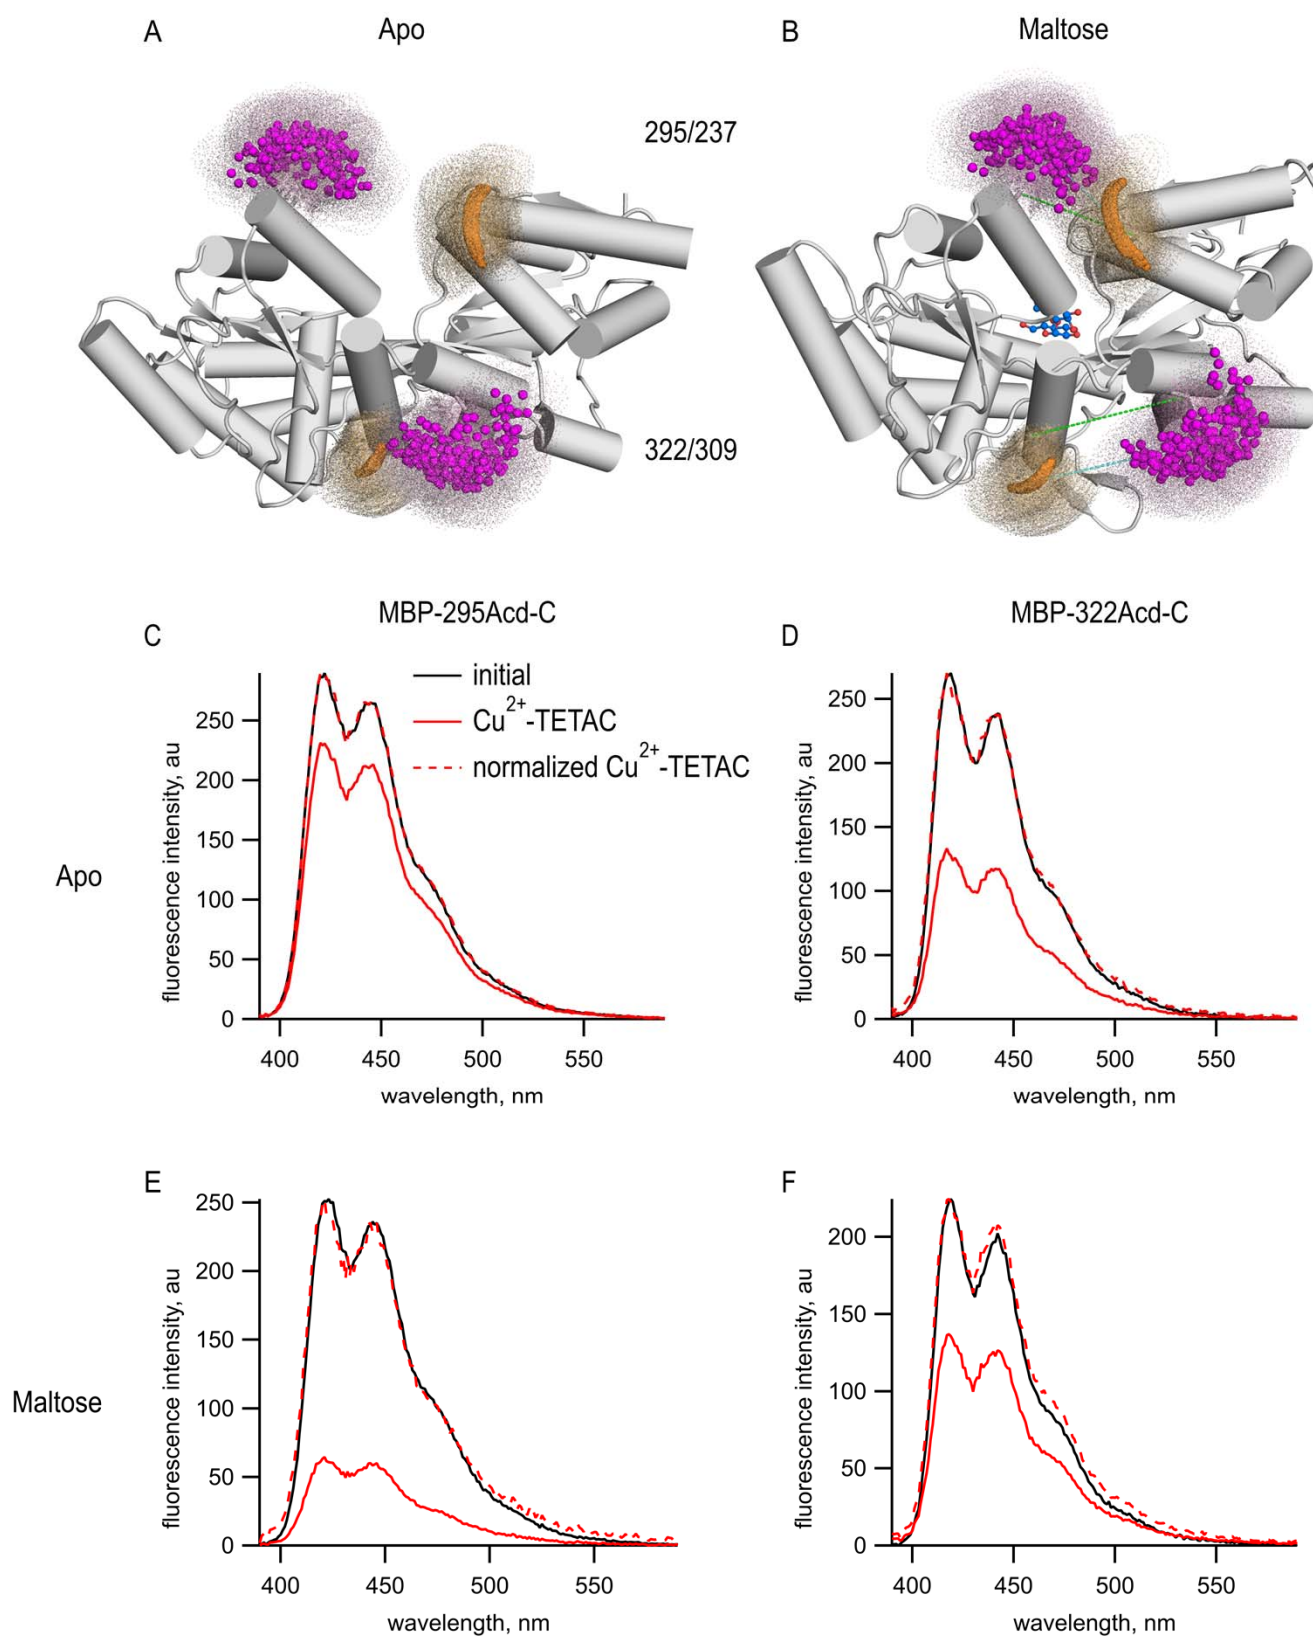 A Apo B Maltose
295/237
322/309
MBP-295Acd-C MBP-322Acd-C
C D
initial
Cu²⁺-TETAC
normalized Cu²⁺-TETAC
fluorescence intensity, au
250
200
150
100
50
0
400 450 500 550
wavelength, nm
fluorescence intensity, au
250
200
150
100
50
0
400 450 500 550
wavelength, nm
Apo
E F
fluorescence intensity, au
250
200
150
100
50
0
400 450 500 550
wavelength, nm
fluorescence intensity, au
200
150
100
50
0
400 450 500 550
wavelength, nm
Maltose